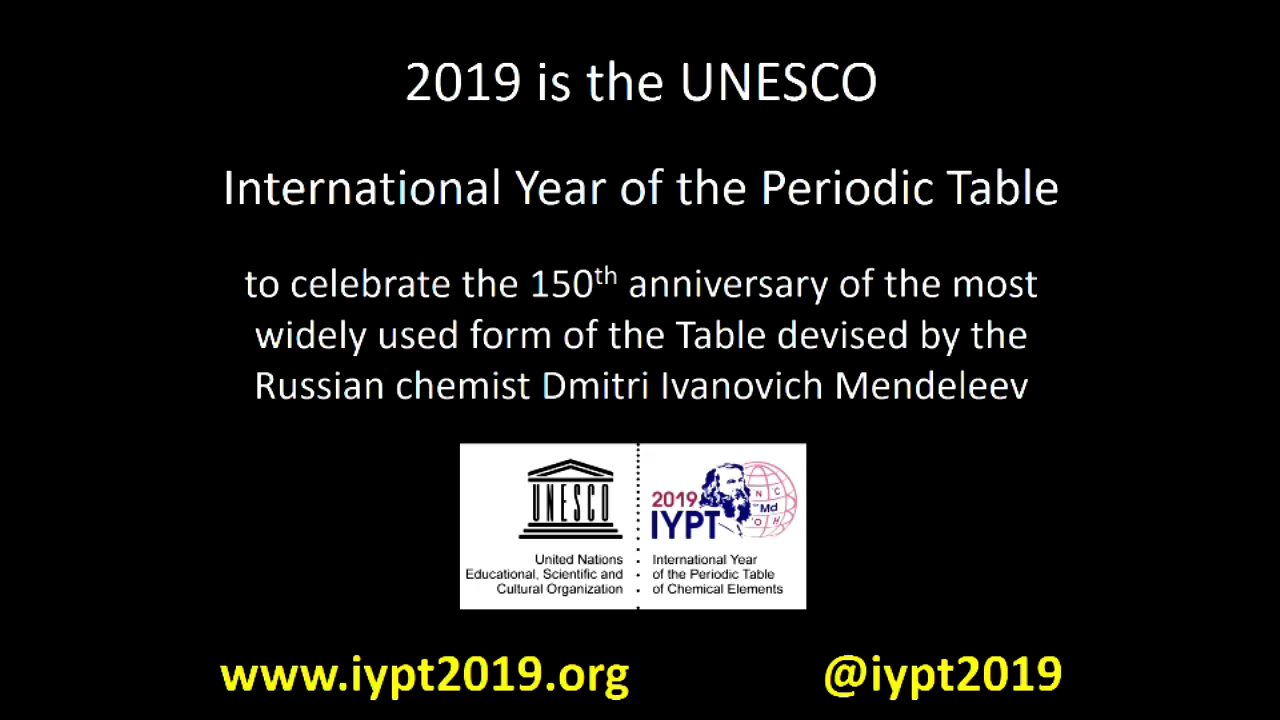 2019 is the UNESCO
International Year of the Periodic Table
to celebrate the 150th anniversary of the most
widely used form of the Table devised by the
Russian chemist Dmitri Ivanovich Mendeleev
UNESCO
United Nations
Educational, Scientific and
Cultural Organization
2019
IYPT
N C
Md
O H
International Year
of the Periodic Table
of Chemical Elements
www.iypt2019.org
@iypt2019